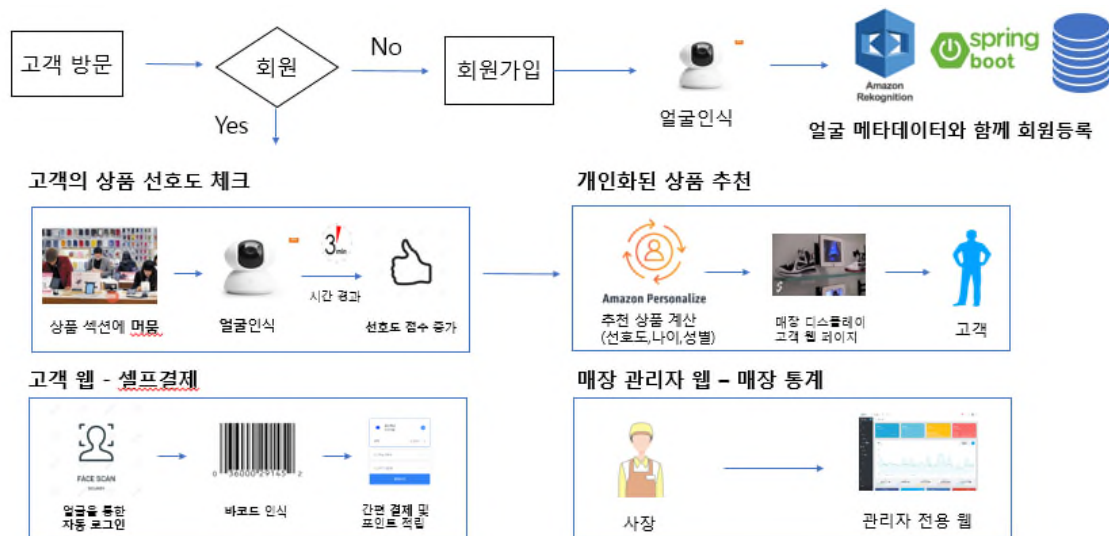 고객 방문
회원
No
회원가입
Yes
얼굴인식
Amazon
Rekognition
spring
boot
얼굴 메타데이터와 함께 회원등록
고객의 상품 선호도 체크
상품 섹션에 머뭄
얼굴인식
3
min
시간 경과
선호도 점수 증가
개인화된 상품 추천
Amazon Personalize
추천 상품 계산
(선호도,나이,성별)
매장 디스플레이
고객 웹 페이지
고객
고객 웹 - 셀프결제
FACE SCAN
얼굴을 통한
자동 로그인
0 36000 29145 2
바코드 인식
간편 결제 및
포인트 적립
매장 관리자 웹 – 매장 통계
사장
관리자 전용 웹